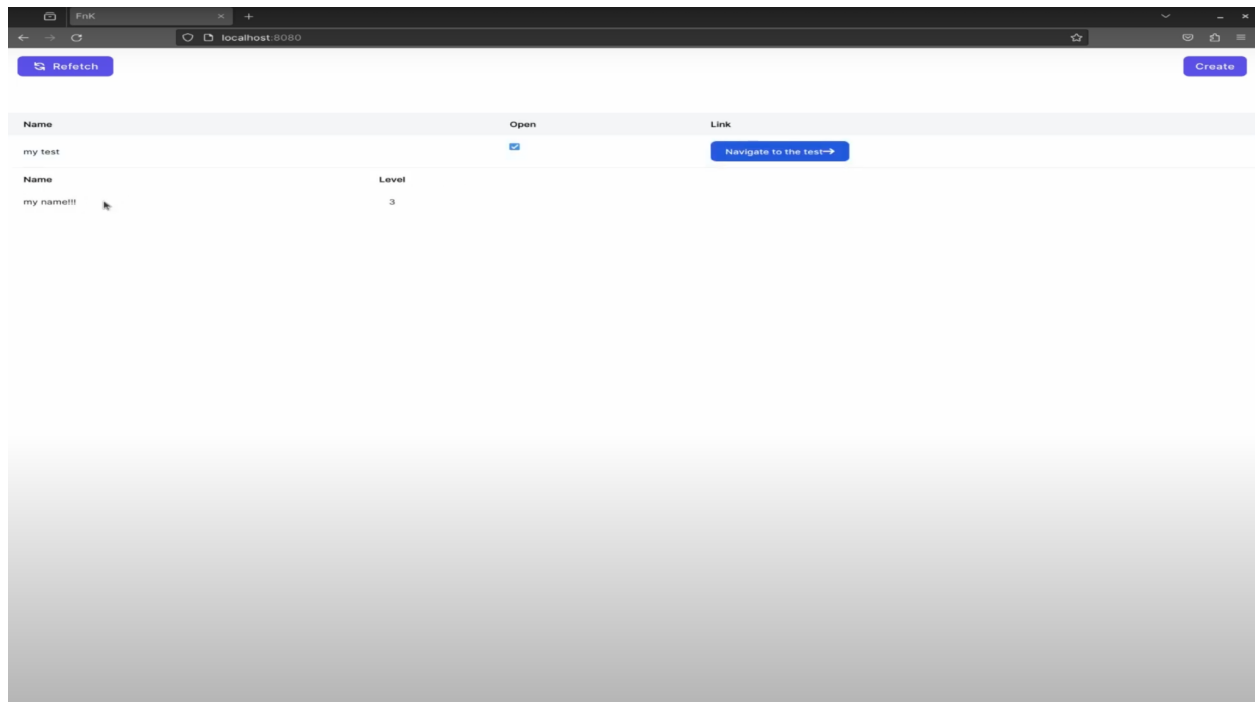 FnK
localhost:8080
Refetch Create
Name Open Link
my test Navigate to the test→
Name Level
my name!!! 3